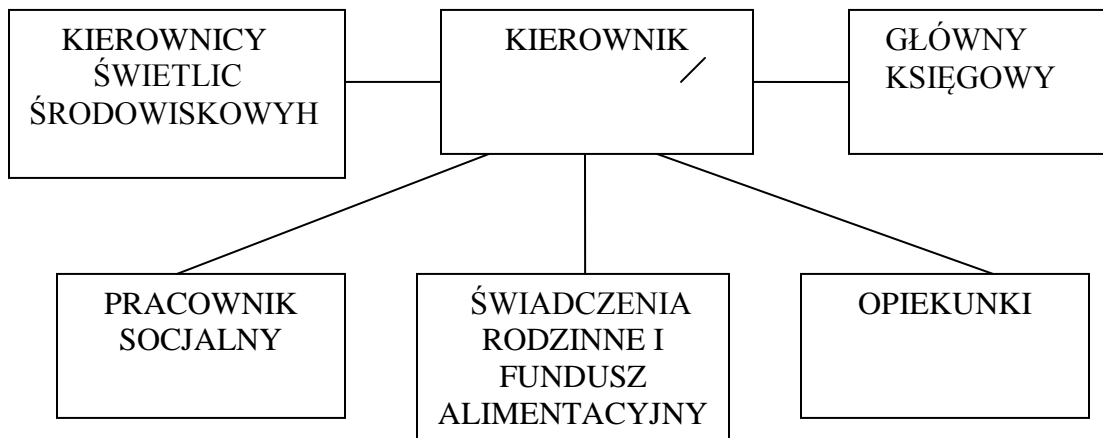 KIEROWNICY
ŚWIETLIC
ŚRODOWISKOWYH
KIEROWNIK
GŁÓWNY
KSIĘGOWY
PRACOWNIK
SOCJALNY
ŚWIADCZENIA
RODZINNE I
FUNDUSZ
ALIMENTACYJNY
OPIEKUNKI